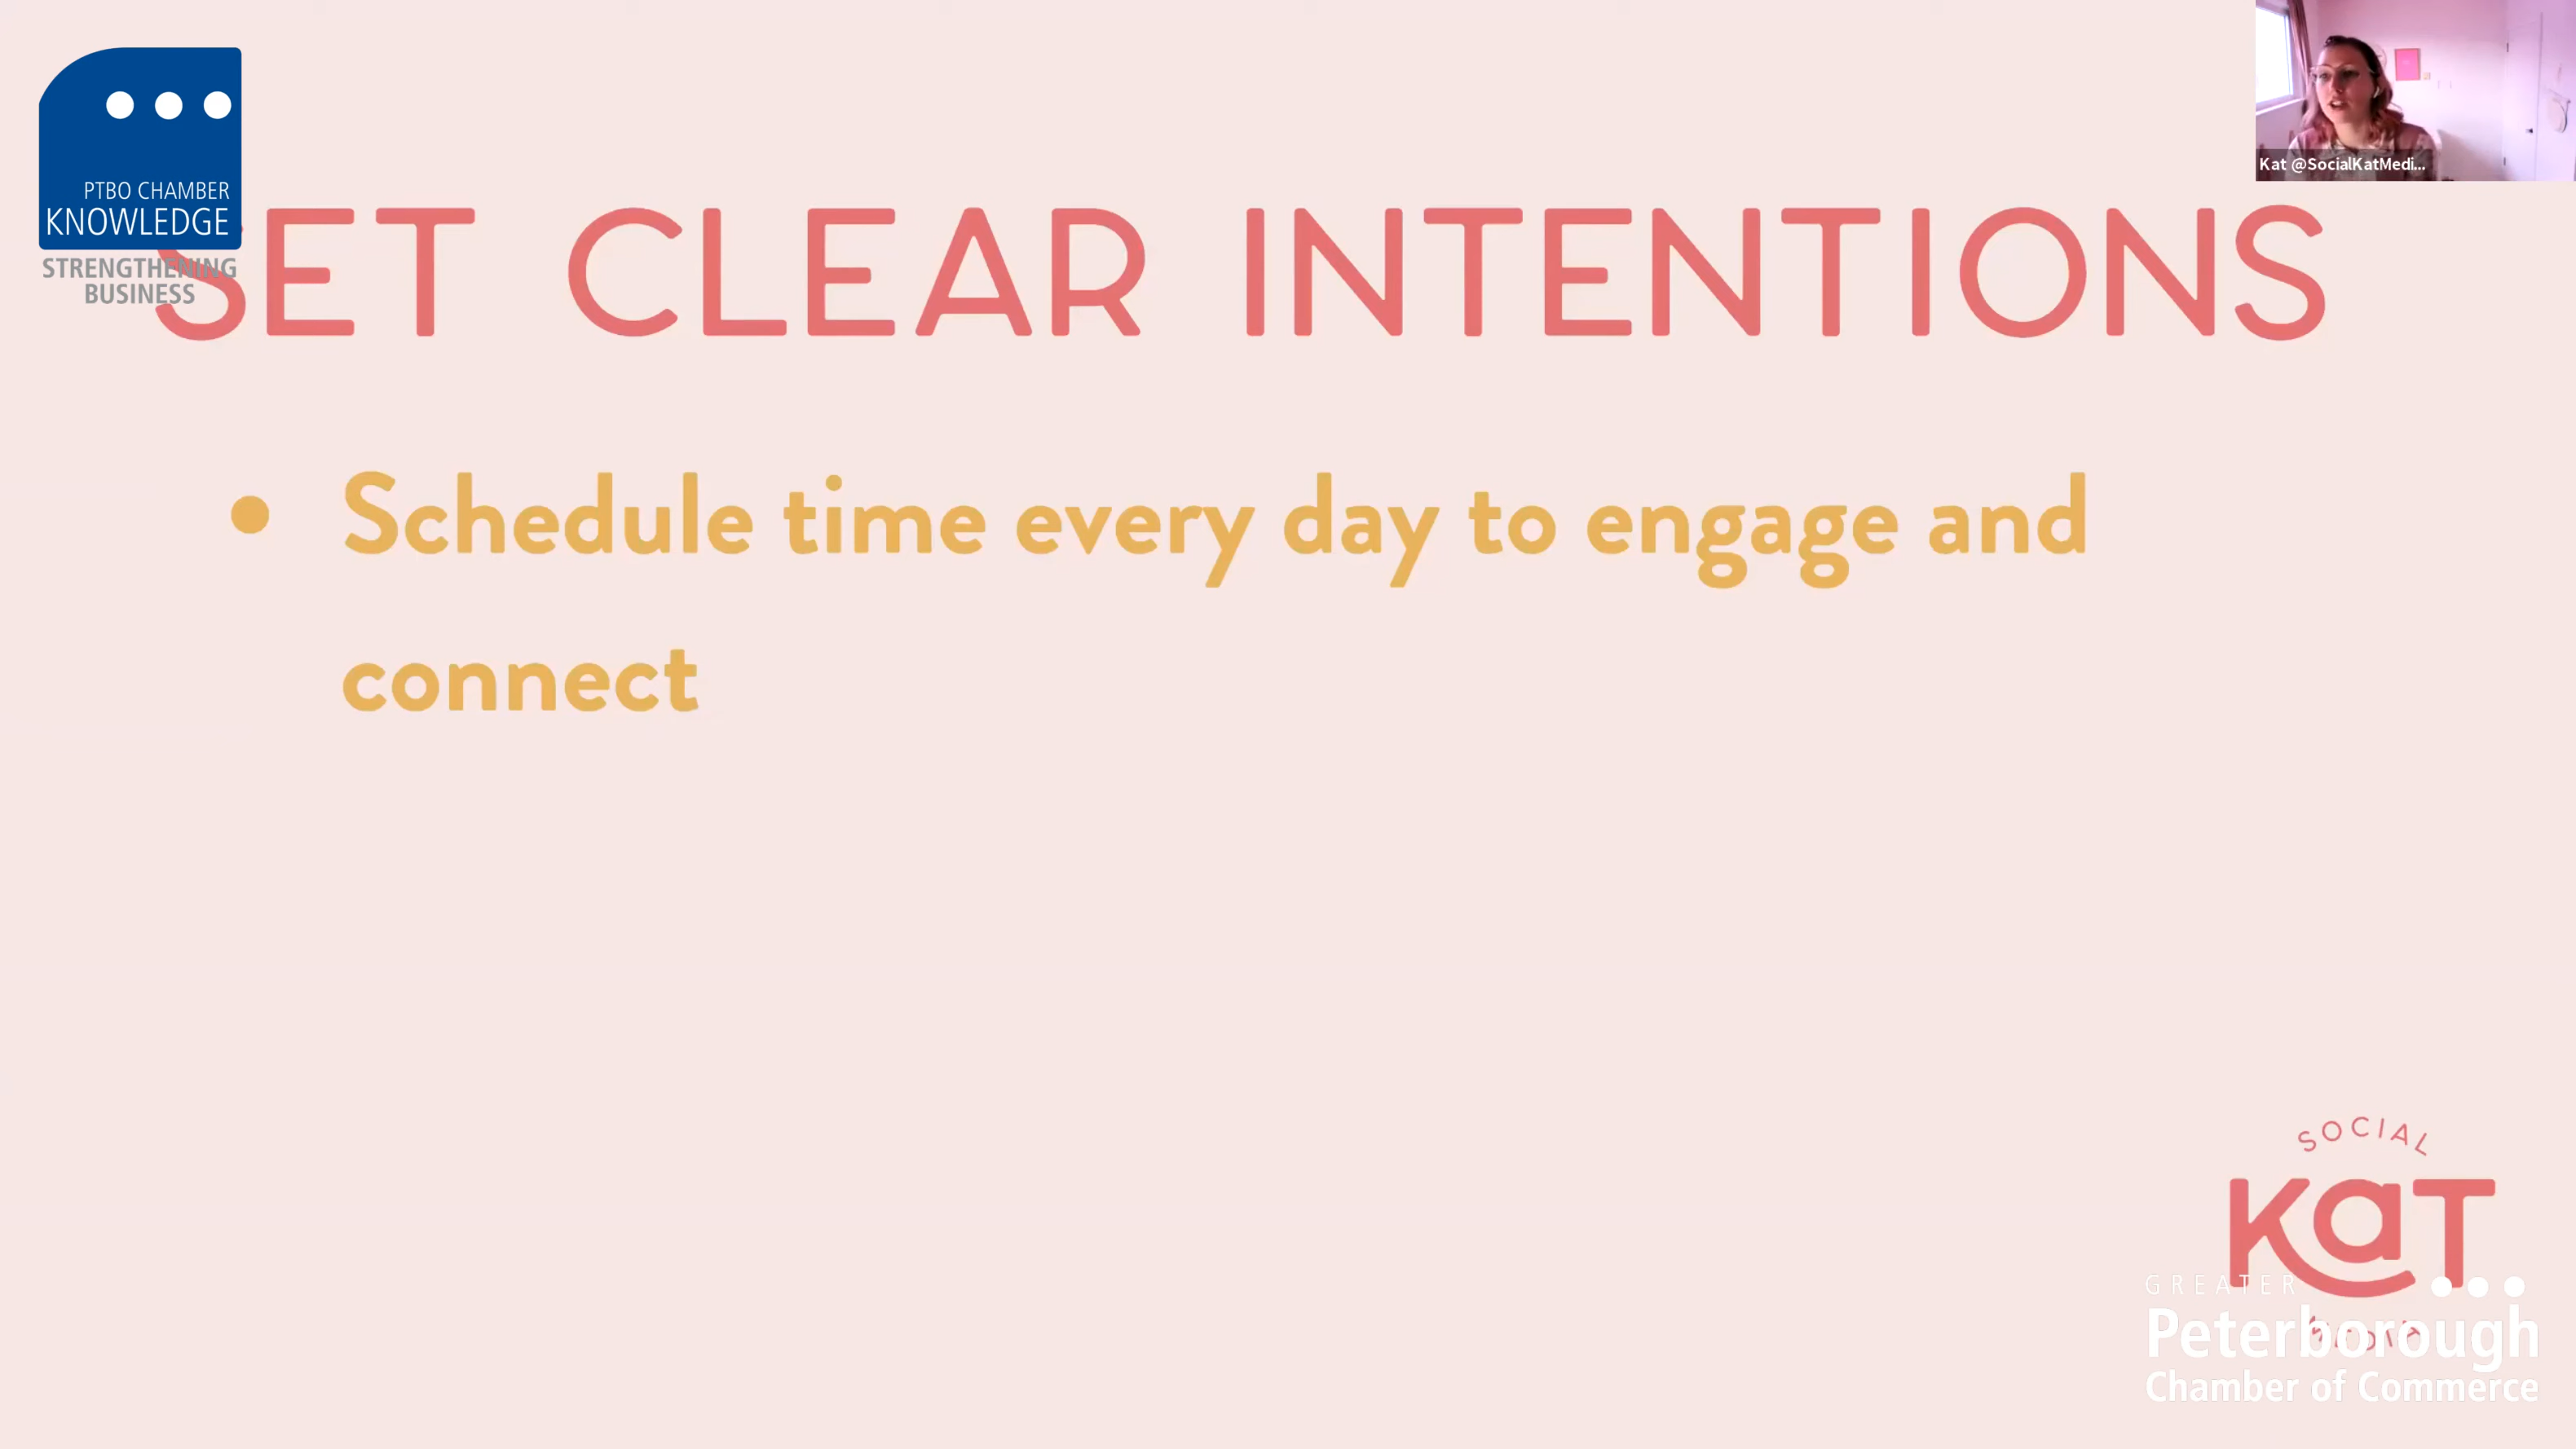 PTBO CHAMBER
KNOWLEDGE
STRENGTHENING
BUSINESS
Kat @SocialKatMedi...
SET CLEAR INTENTIONS
• Schedule time every day to engage and
connect
SOCIAL
KaT
MEDIA
GREATER
Peterborough
Chamber of Commerce